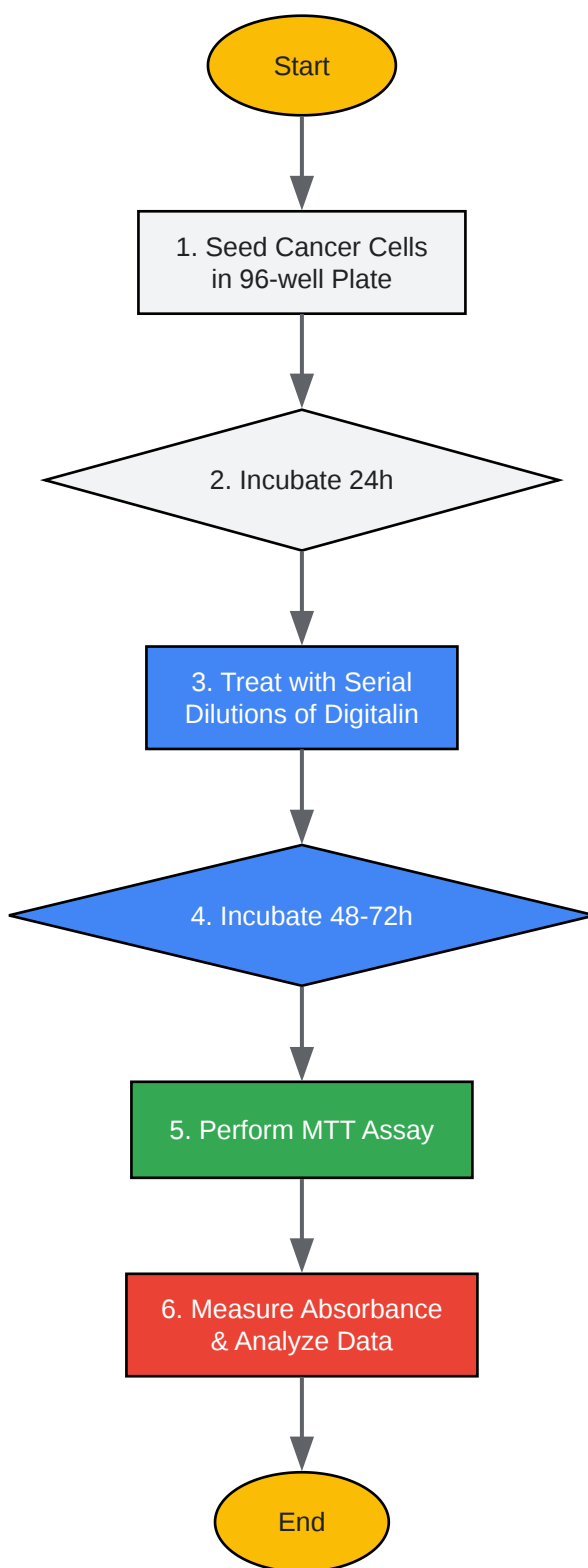 Start
1. Seed Cancer Cells
in 96-well Plate
2. Incubate 24h
3. Treat with Serial
Dilutions of Digitalin
4. Incubate 48-72h
5. Perform MTT Assay
6. Measure Absorbance
& Analyze Data
End